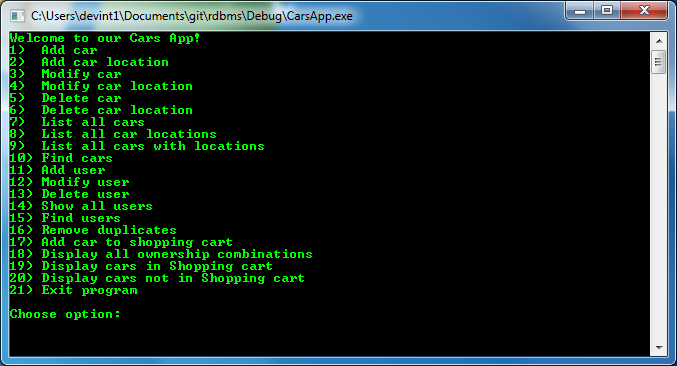 C:\Users\devint1\Documents\git\rdbms\Debug\CarsApp.exe
Welcome to our Cars App!
1)  Add car
2)  Add car location
3)  Modify car
4)  Modify car location
5)  Delete car
6)  Delete car location
7)  List all cars
8)  List all car locations
9)  List all cars with locations
10) Find cars
11) Add user
12) Modify user
13) Delete user
14) Show all users
15) Find users
16) Remove duplicates
17) Add car to shopping cart
18) Display all ownership combinations
19) Display cars in Shopping cart
20) Display cars not in Shopping cart
21) Exit program
Choose option: